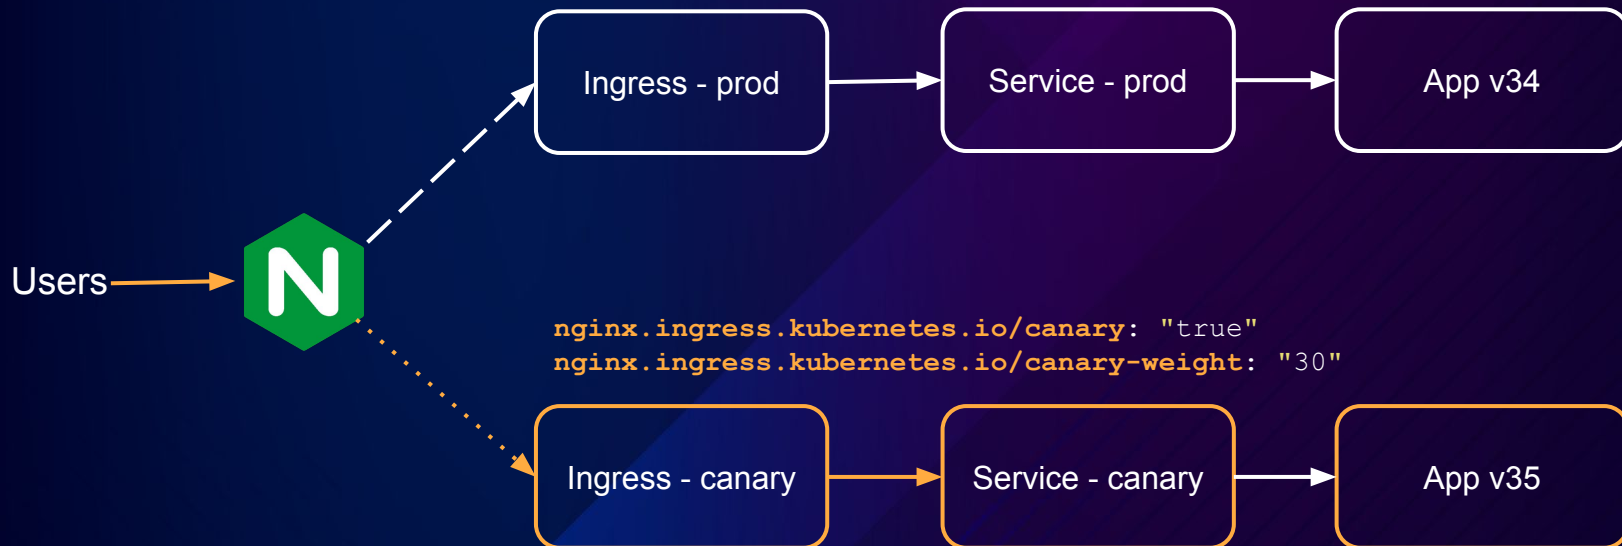 Ingress - prod
Service - prod
App v34
Users
N
nginx.ingress.kubernetes.io/canary: "true"
nginx.ingress.kubernetes.io/canary-weight: "30"
Ingress - canary
Service - canary
App v35